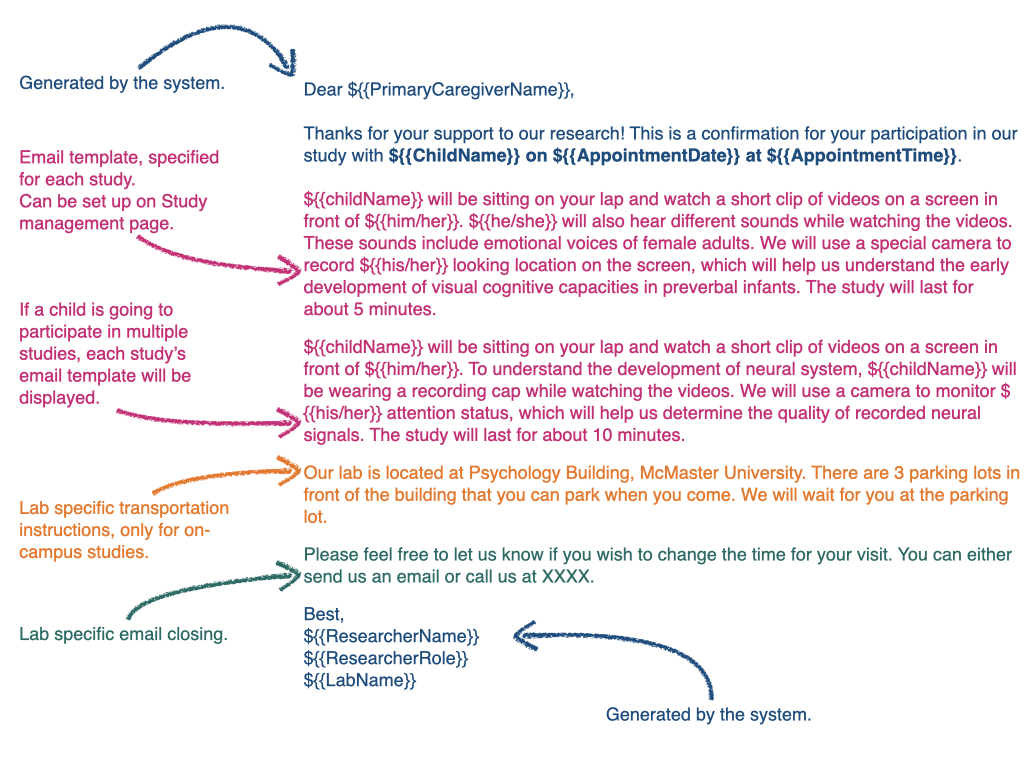 Generated by the system.
Dear ${{PrimaryCaregiverName}},
Thanks for your support to our research! This is a confirmation for your participation in our
study with ${{ChildName}} on ${{AppointmentDate}} at ${{AppointmentTime}}.
Email template, specified
for each study.
Can be set up on Study
management page.
${{childName}} will be sitting on your lap and watch a short clip of videos on a screen in
front of ${{him/her}}. ${{he/she}} will also hear different sounds while watching the videos.
These sounds include emotional voices of female adults. We will use a special camera to
record ${{his/her}} looking location on the screen, which will help us understand the early
development of visual cognitive capacities in preverbal infants. The study will last for
about 5 minutes.
If a child is going to
participate in multiple
studies, each study’s
email template will be
displayed.
${{childName}} will be sitting on your lap and watch a short clip of videos on a screen in
front of ${{him/her}}. To understand the development of neural system, ${{childName}} will
be wearing a recording cap while watching the videos. We will use a camera to monitor $
{{his/her}} attention status, which will help us determine the quality of recorded neural
signals. The study will last for about 10 minutes.
Lab specific transportation
instructions, only for on-
campus studies.
Our lab is located at Psychology Building, McMaster University. There are 3 parking lots in
front of the building that you can park when you come. We will wait for you at the parking
lot.
Lab specific email closing.
Please feel free to let us know if you wish to change the time for your visit. You can either
send us an email or call us at XXXX.
Best,
${{ResearcherName}}
${{ResearcherRole}}
${{LabName}}
Generated by the system.